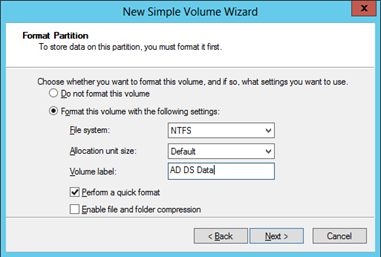 New Simple Volume Wizard
Format Partition
To store data on this partition, you must format it first.
Choose whether you want to format this volume, and if so, what settings you want to use.
Do not format this volume
Format this volume with the following settings:
File system: NTFS
Allocation unit size: Default
Volume label: AD DS Data
Perform a quick format
Enable file and folder compression
< Back Next > Cancel